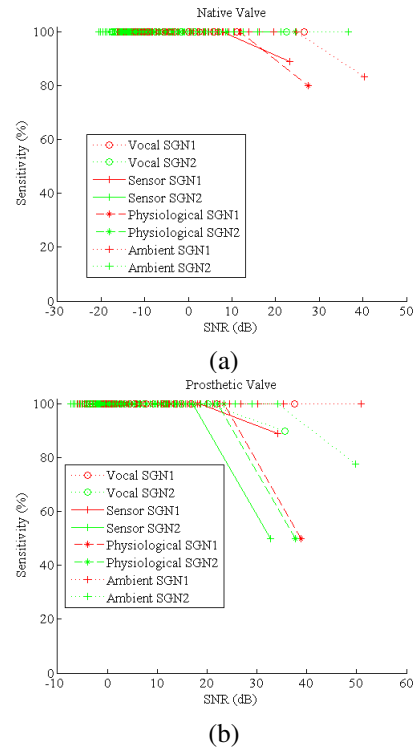 Native Valve
100
80
60
40
20
0
Sensitivity (%)
Vocal SGN1
Vocal SGN2
Sensor SGN1
Sensor SGN2
Physiological SGN1
Physiological SGN2
Ambient SGN1
Ambient SGN2
-30 -20 -10 0 10 20 30 40 50
SNR (dB)
(a)
Prosthetic Valve
100
80
60
40
20
0
Sensitivity (%)
Vocal SGN1
Vocal SGN2
Sensor SGN1
Sensor SGN2
Physiological SGN1
Physiological SGN2
Ambient SGN1
Ambient SGN2
-10 0 10 20 30 40 50 60
SNR (dB)
(b)